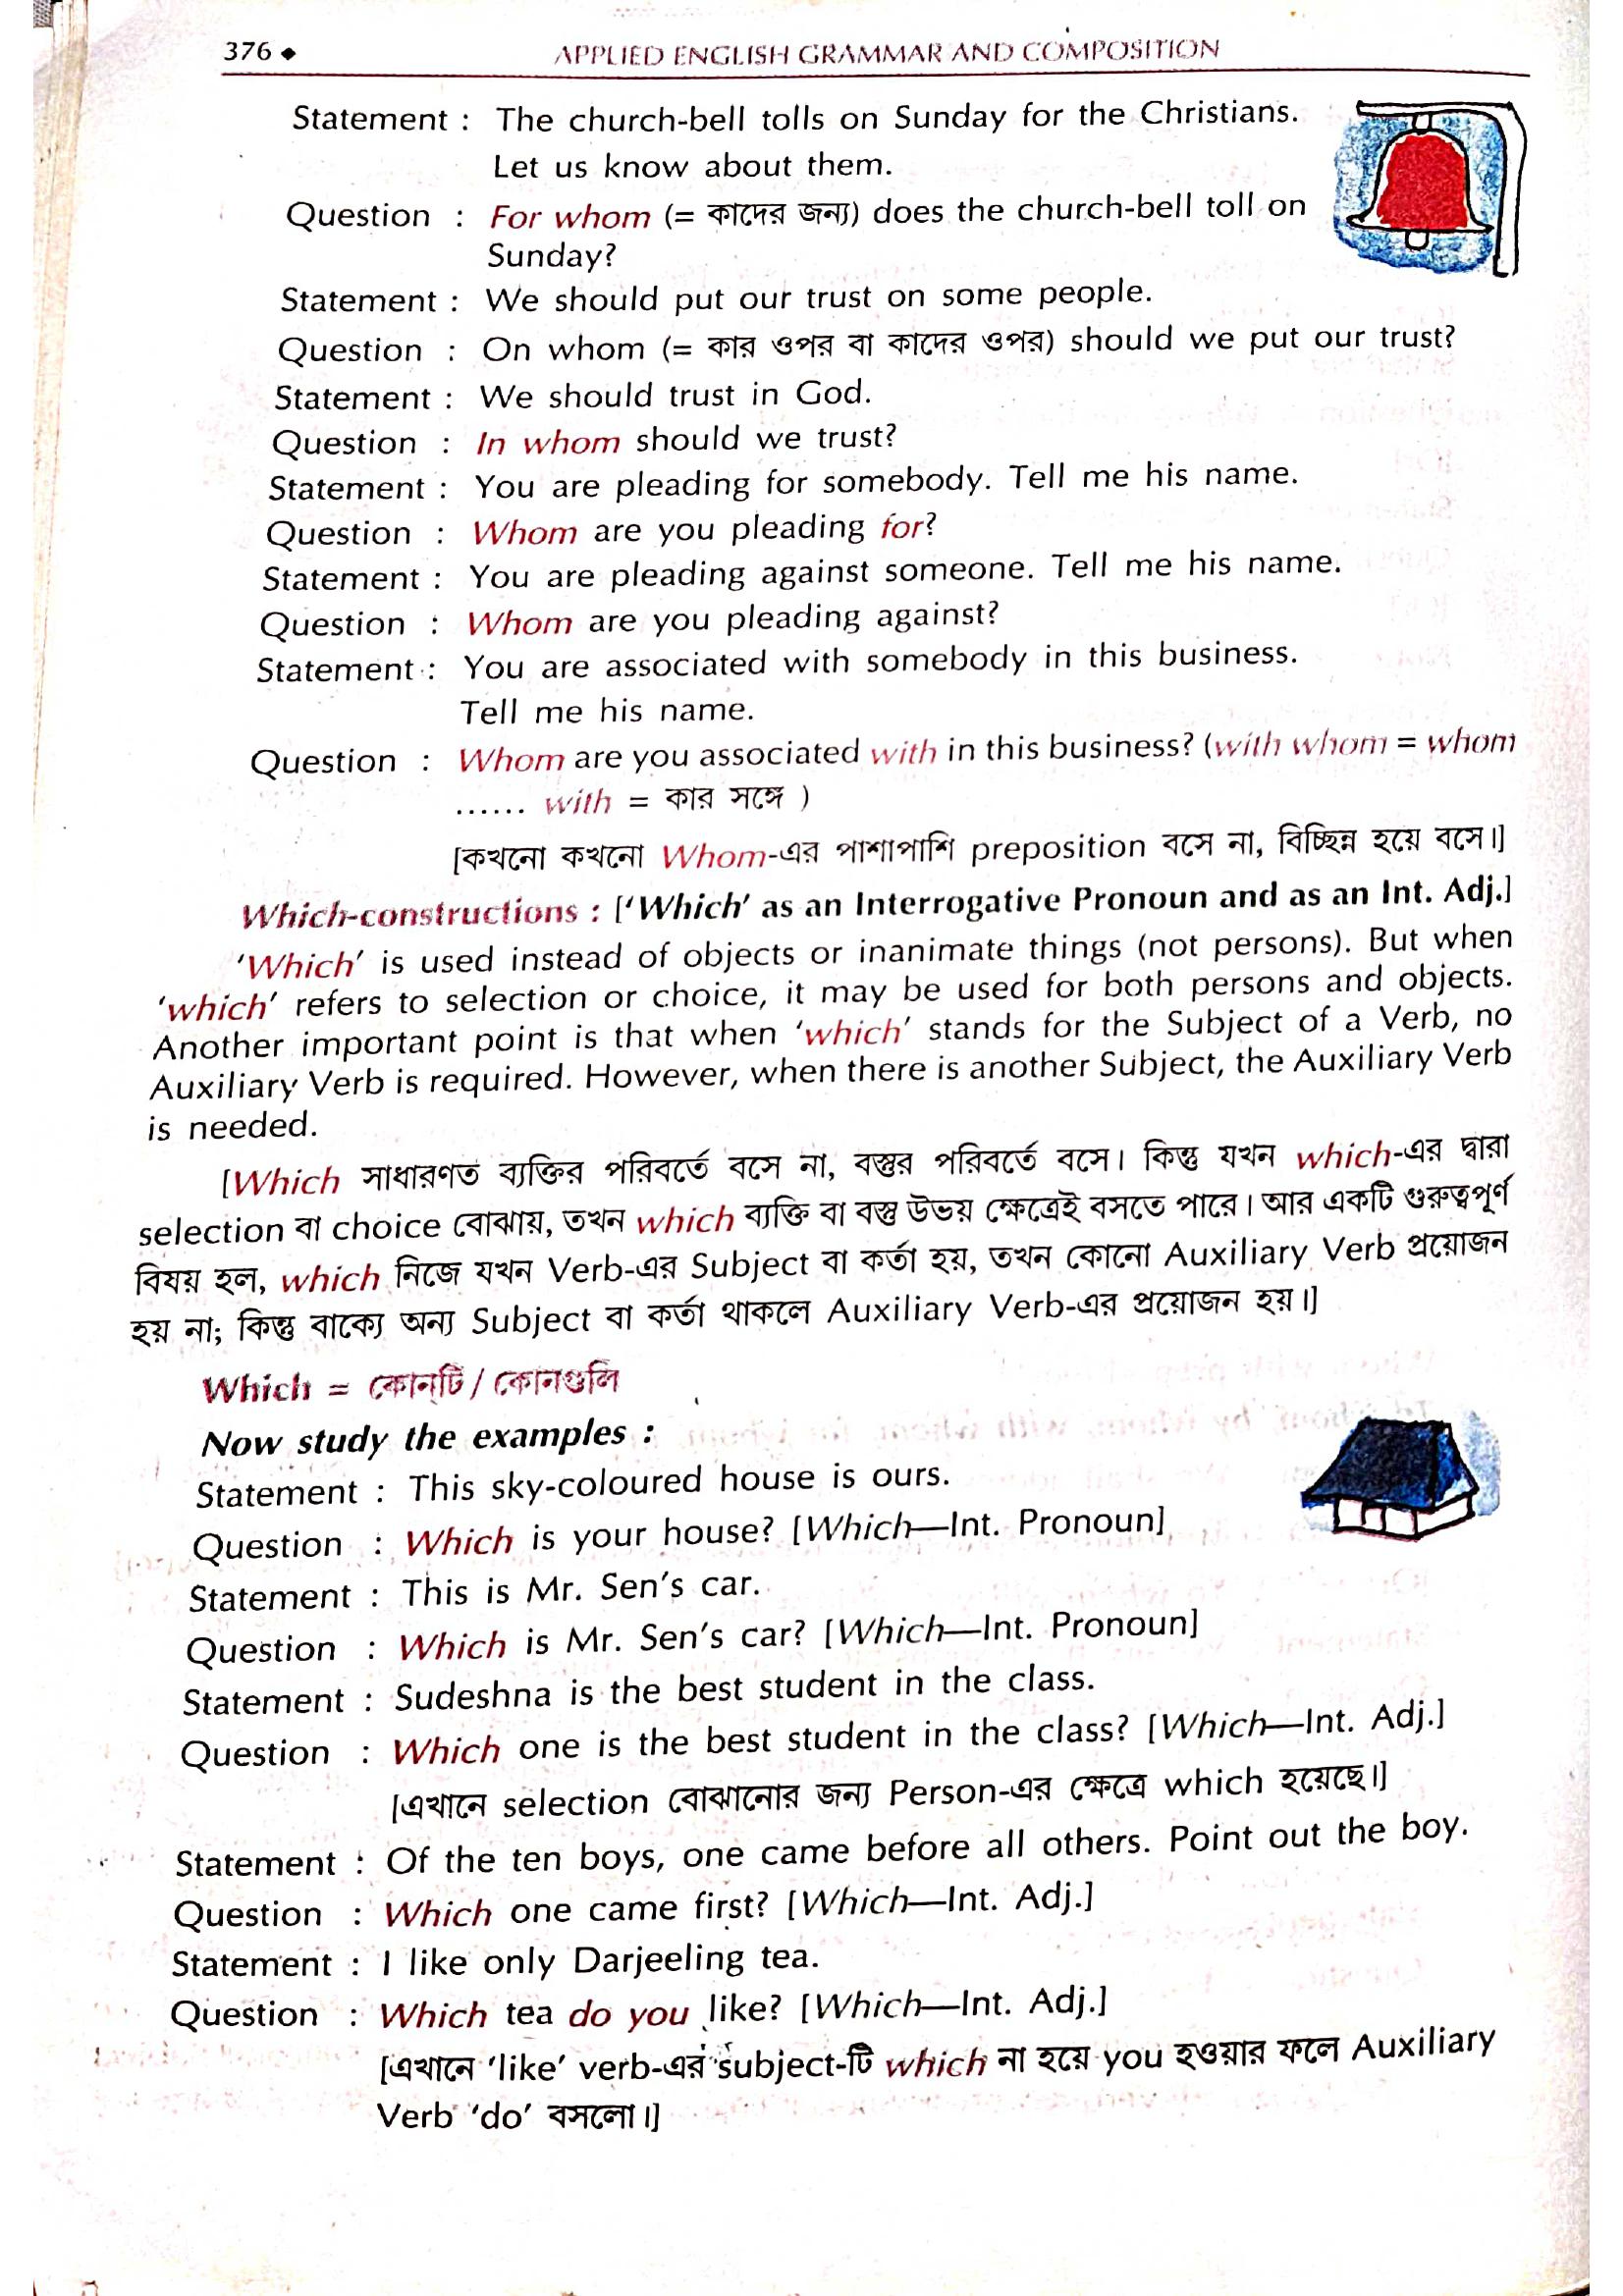 376 ◆ APPLIED ENGLISH GRAMMAR AND COMPOSITION
Statement : The church-bell tolls on Sunday for the Christians.
Let us know about them.
Question : For whom (= কাদের জন্য) does the church-bell toll on
Sunday?
Statement : We should put our trust on some people.
Question : On whom (= কার ওপর বা কাদের ওপর) should we put our trust?
Statement : We should trust in God.
Question : In whom should we trust?
Statement : You are pleading for somebody. Tell me his name.
Question : Whom are you pleading for?
Statement : You are pleading against someone. Tell me his name.
Question : Whom are you pleading against?
Statement : You are associated with somebody in this business.
Tell me his name.
Question : Whom are you associated with in this business? (with whom = whom
...... with = কার সঙ্গে )
[কখনো কখনো Whom-এর পাশাপাশি preposition বসে না, বিচ্ছিন্ন হয়ে বসে।]
Which-constructions : [‘Which’ as an Interrogative Pronoun and as an Int. Adj.]
‘Which’ is used instead of objects or inanimate things (not persons). But when
‘which’ refers to selection or choice, it may be used for both persons and objects.
Another important point is that when ‘which’ stands for the Subject of a Verb, no
Auxiliary Verb is required. However, when there is another Subject, the Auxiliary Verb
is needed.
[Which সাধারণত ব্যক্তির পরিবর্তে বসে না, বস্তুর পরিবর্তে বসে। কিন্তু যখন which-এর দ্বারা
selection বা choice বোঝায়, তখন which ব্যক্তি বা বস্তু উভয় ক্ষেত্রেই বসতে পারে। আর একটি গুরুত্বপূর্ণ
বিষয় হল, which নিজে যখন Verb-এর Subject বা কর্তা হয়, তখন কোনো Auxiliary Verb প্রয়োজন
হয় না; কিন্তু বাক্যে অন্য Subject বা কর্তা থাকলে Auxiliary Verb-এর প্রয়োজন হয়।]
Which = কোন্‌টি / কোনগুলি
Now study the examples :
Statement : This sky-coloured house is ours.
Question : Which is your house? [Which—Int. Pronoun]
Statement : This is Mr. Sen’s car.
Question : Which is Mr. Sen’s car? [Which—Int. Pronoun]
Statement : Sudeshna is the best student in the class.
Question : Which one is the best student in the class? [Which—Int. Adj.]
[এখানে selection বোঝানোর জন্য Person-এর ক্ষেত্রে which হয়েছে।]
Statement : Of the ten boys, one came before all others. Point out the boy.
Question : Which one came first? [Which—Int. Adj.]
Statement : I like only Darjeeling tea.
Question : Which tea do you like? [Which—Int. Adj.]
[এখানে ‘like’ verb-এর subject-টি which না হয়ে you হওয়ার ফলে Auxiliary
Verb ‘do’ বসলো।]